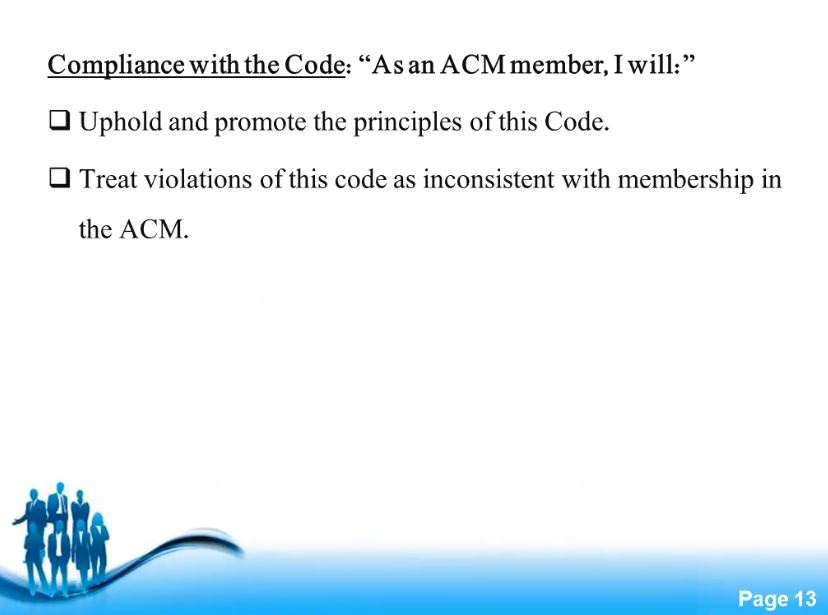 Compliance with the Code: “As an ACM member, I will:”
❑ Uphold and promote the principles of this Code.
❑ Treat violations of this code as inconsistent with membership in
the ACM.
Page 13